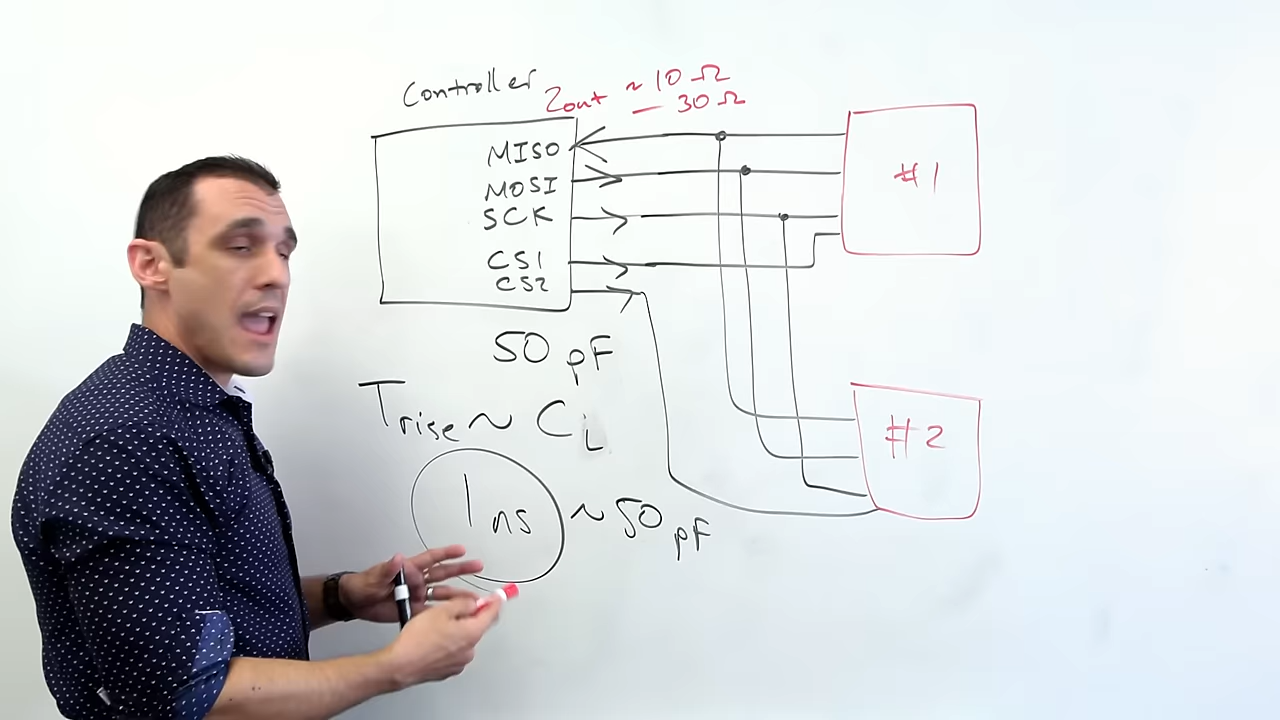 Controller
Zout ~ 10 Ω
— 30 Ω
MISO
MOSI
SCK
CS1
CS2
#1
50 pF
Trise ~ CL
#2
1 ns ~ 50 pF